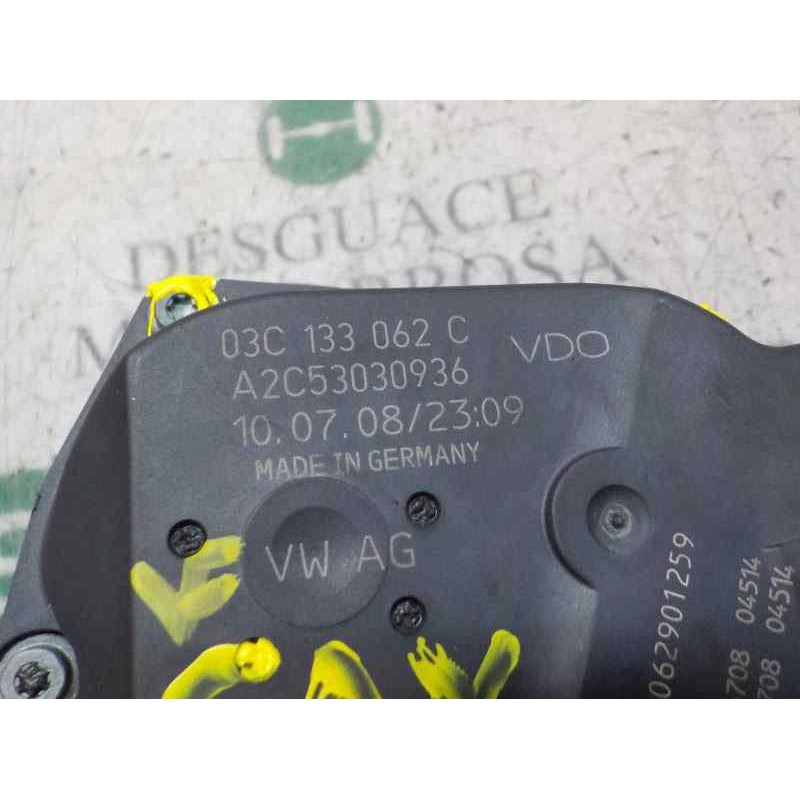 DESGUACE
03C 133 062 C
VDO
A2C53030936
10.07.08/23:09
MADE IN GERMANY
VW AG
062901259
708 04514
708 04514